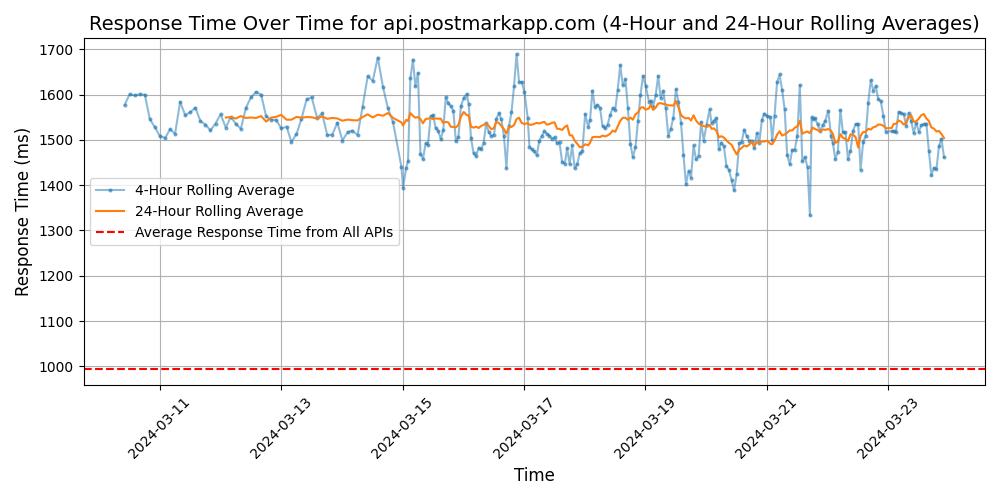 Response Time Over Time for api.postmarkapp.com (4-Hour and 24-Hour Rolling Averages)
1700
1600
1500
1400
1300
1200
1100
1000
Response Time (ms)
4-Hour Rolling Average
24-Hour Rolling Average
Average Response Time from All APIs
2024-03-11
2024-03-13
2024-03-15
2024-03-17
2024-03-19
2024-03-21
2024-03-23
Time